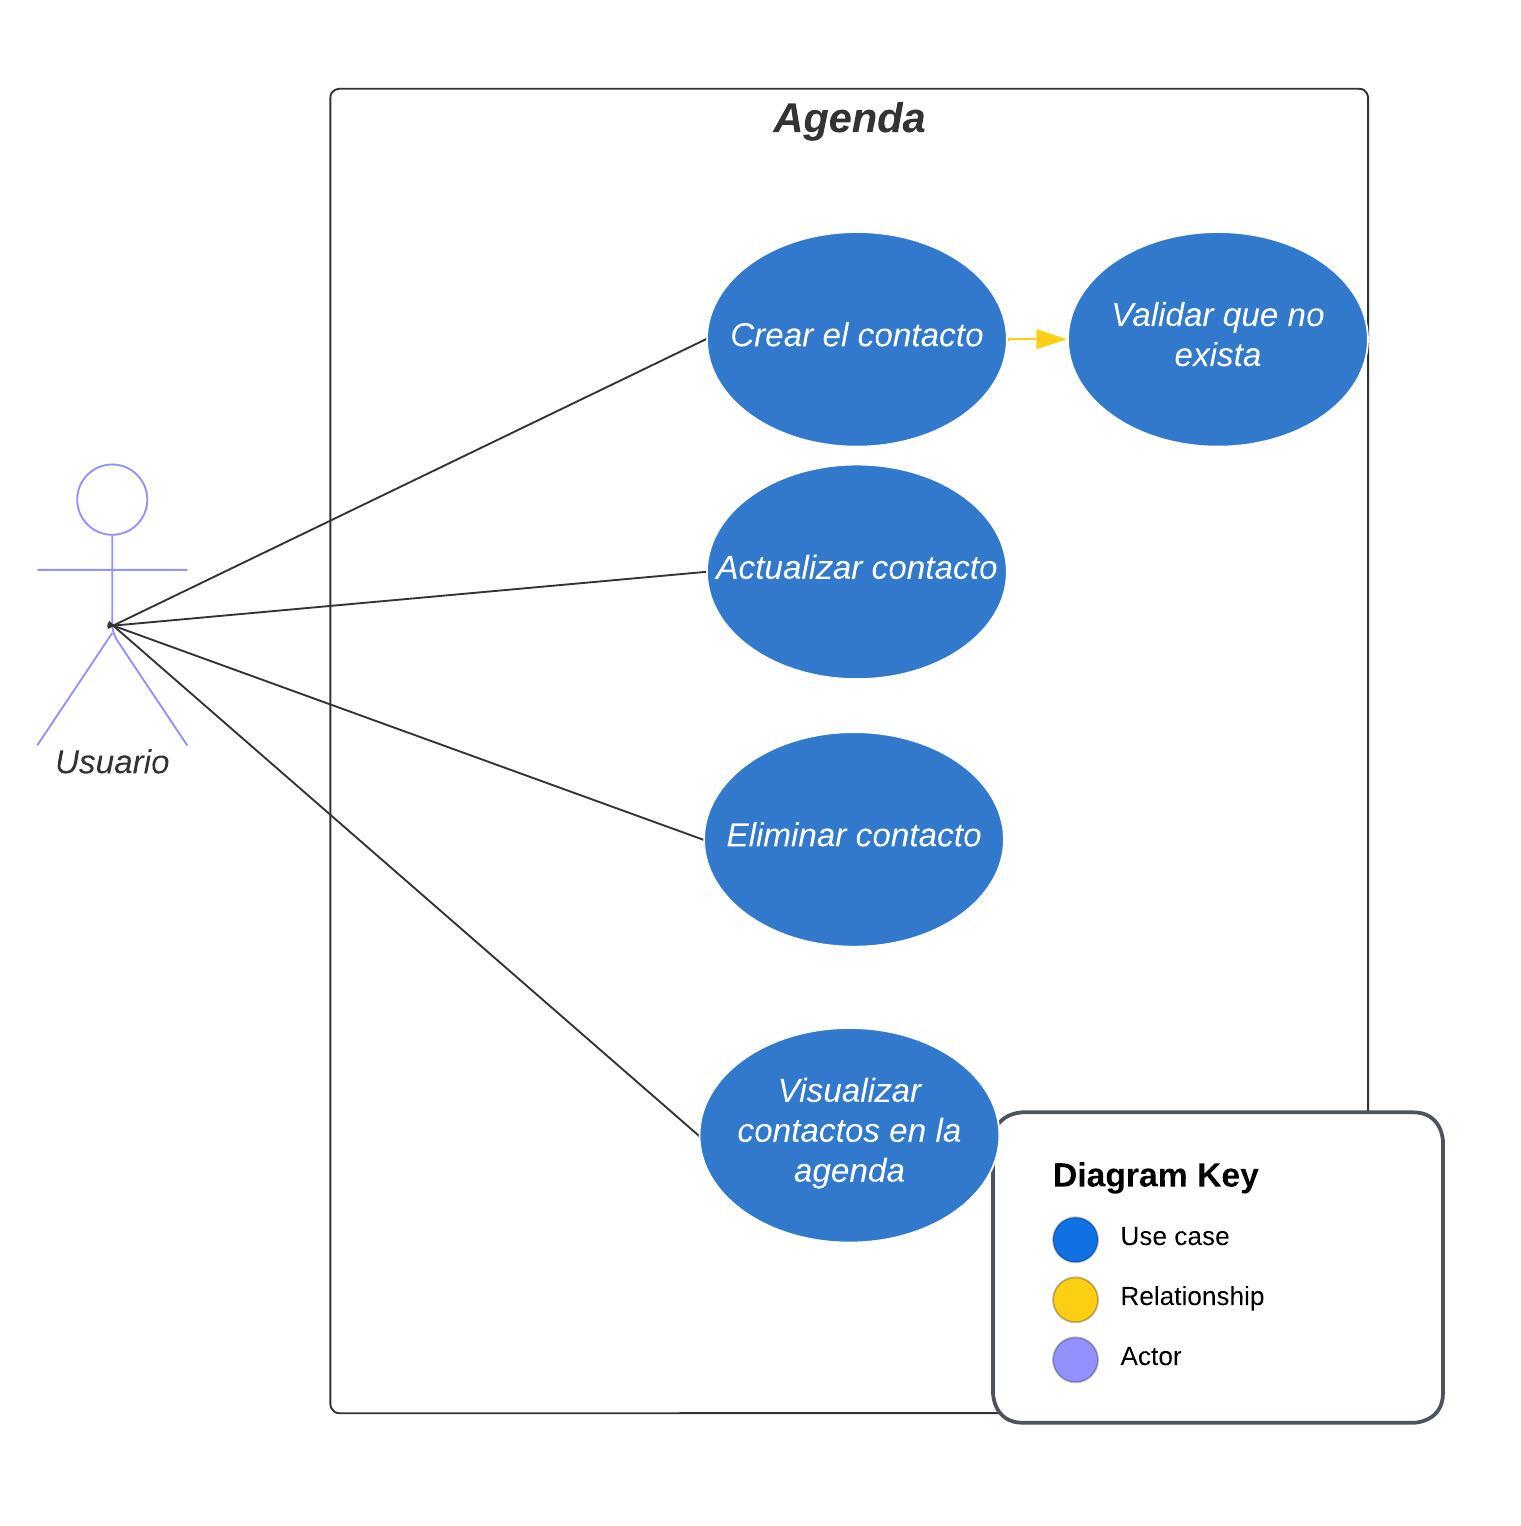 Agenda
Crear el contacto
Validar que no
exista
Actualizar contacto
Usuario
Eliminar contacto
Visualizar
contactos en la
agenda
Diagram Key
Use case
Relationship
Actor